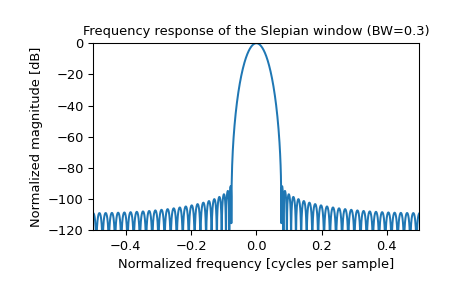 Frequency response of the Slepian window (BW=0.3)
Normalized magnitude [dB]
0
−20
−40
−60
−80
−100
−120
−0.4 −0.2 0.0 0.2 0.4
Normalized frequency [cycles per sample]